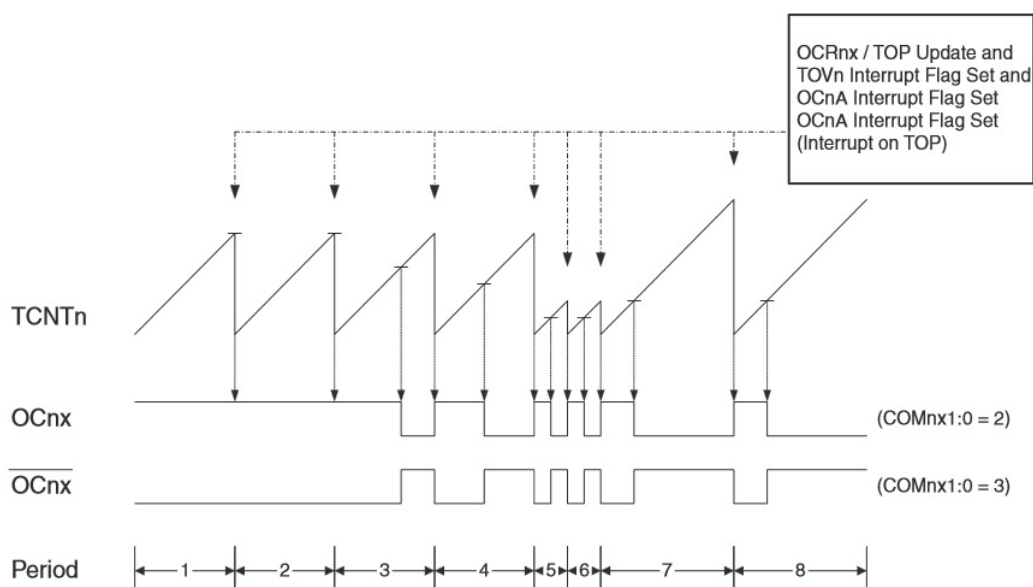 OCRnx / TOP Update and
TOVn Interrupt Flag Set and
OCnA Interrupt Flag Set
OCnA Interrupt Flag Set
(Interrupt on TOP)
TCNTn
OCnx
(COMnx1:0 = 2)
OCnx
(COMnx1:0 = 3)
Period
1
2
3
4
5
6
7
8